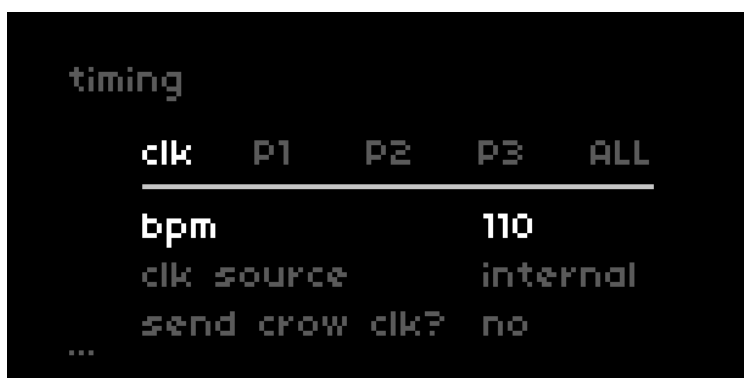 timing
clk P1 P2 P3 ALL
bpm 110
clk source internal
send crow clk? no
...